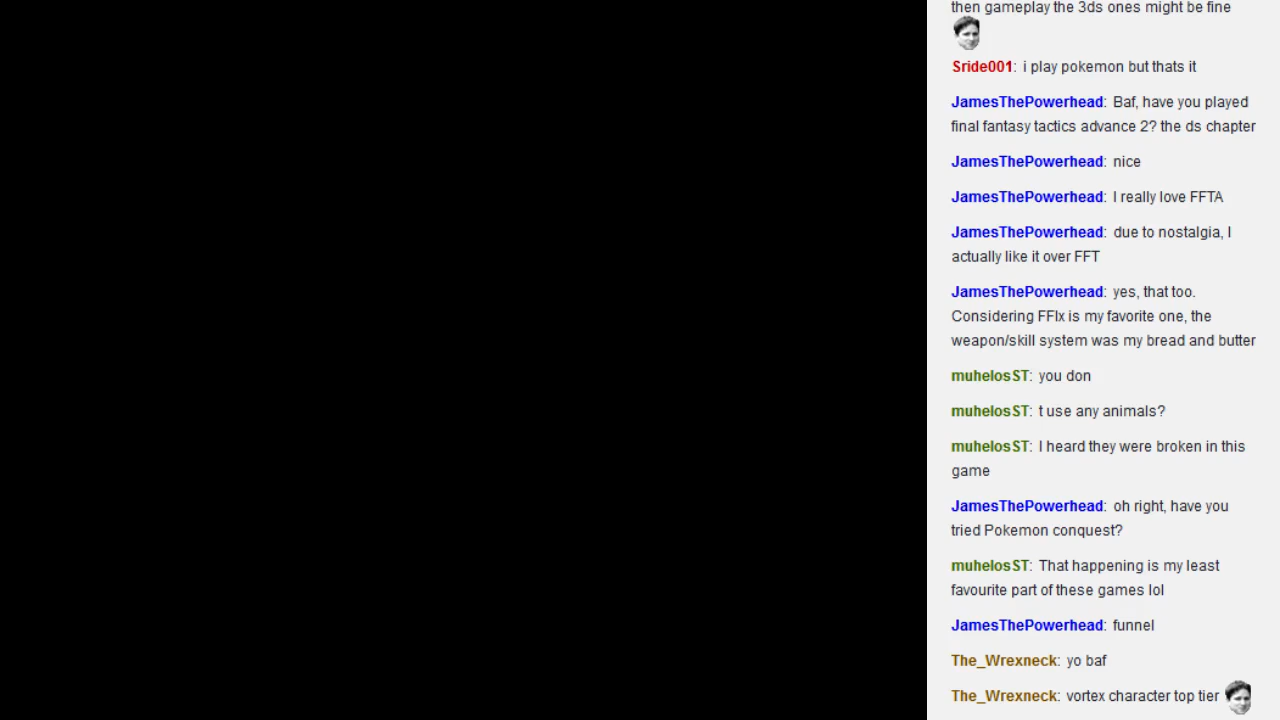 then gameplay the 3ds ones might be fine
Sride001: i play pokemon but thats it
JamesThePowerhead: Baf, have you played
final fantasy tactics advance 2? the ds chapter
JamesThePowerhead: nice
JamesThePowerhead: I really love FFTA
JamesThePowerhead: due to nostalgia, I
actually like it over FFT
JamesThePowerhead: yes, that too.
Considering FFIx is my favorite one, the
weapon/skill system was my bread and butter
muhelosST: you don
muhelosST: t use any animals?
muhelosST: I heard they were broken in this
game
JamesThePowerhead: oh right, have you
tried Pokemon conquest?
muhelosST: That happening is my least
favourite part of these games lol
JamesThePowerhead: funnel
The_Wrexneck: yo baf
The_Wrexneck: vortex character top tier